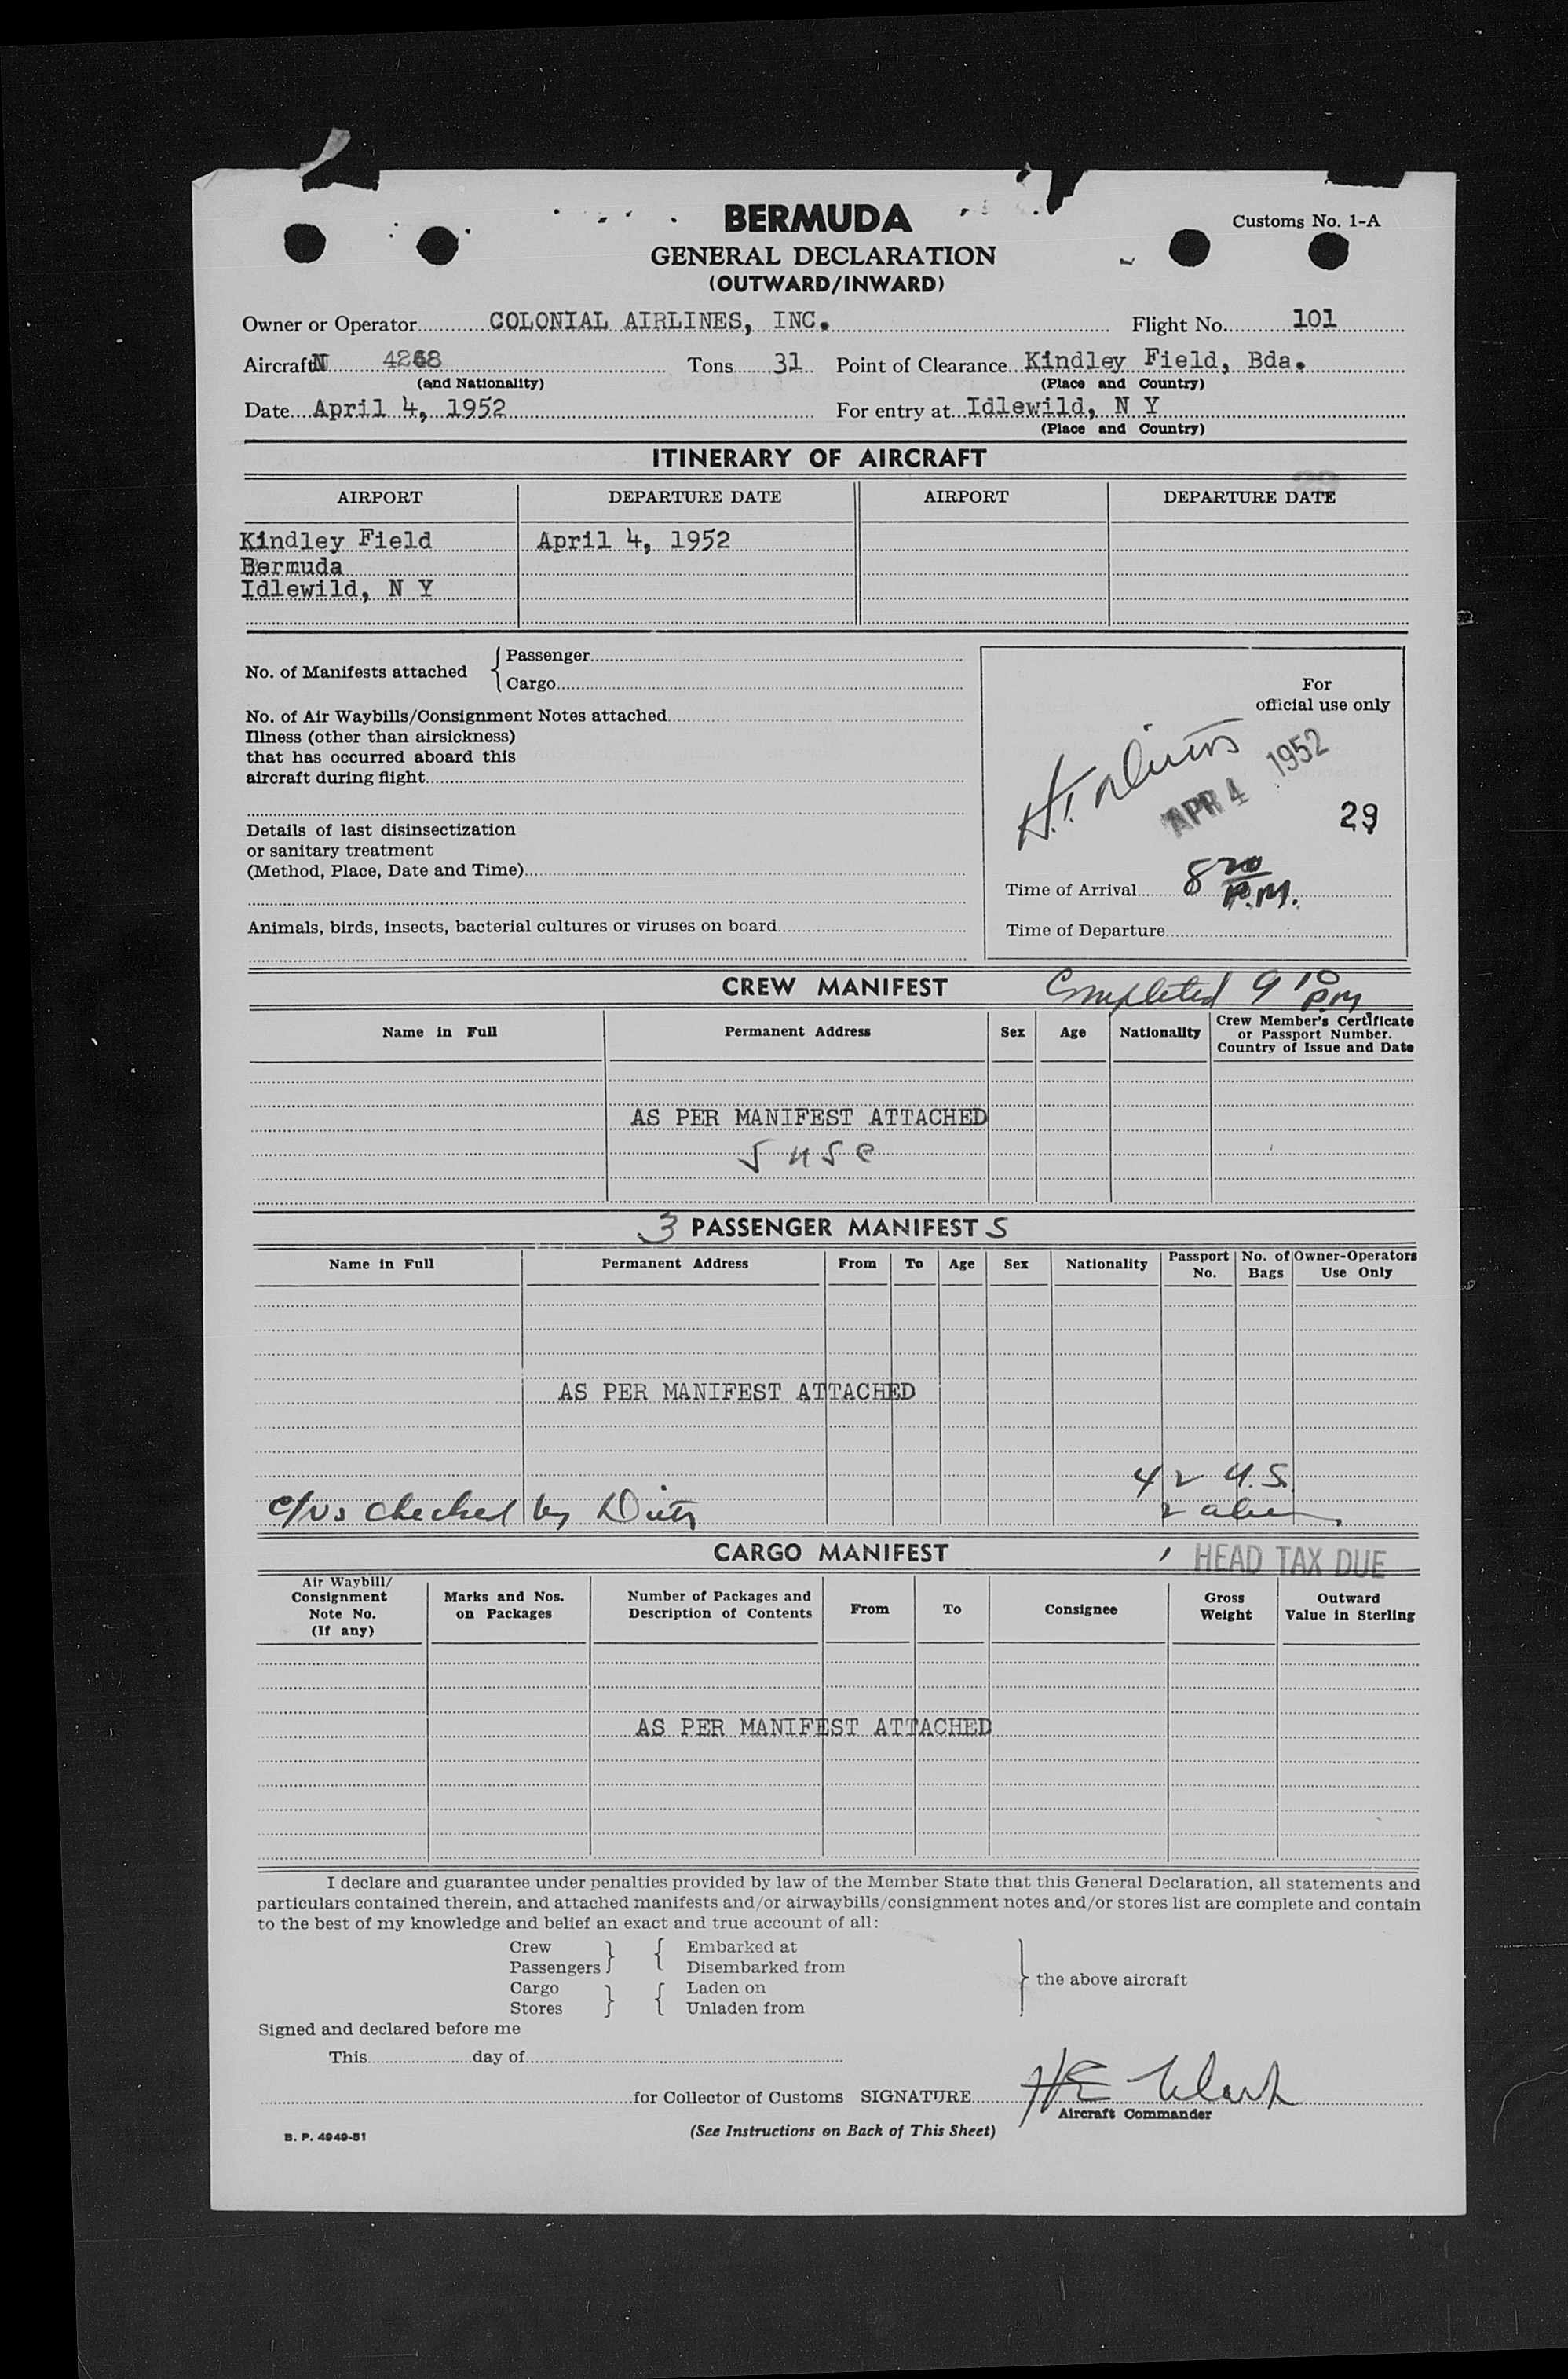 BERMUDA
Customs No. 1-A
GENERAL DECLARATION
(OUTWARD/INWARD)
Owner or Operator COLONIAL AIRLINES, INC. Flight No. 101
Aircraft N Tons 31 Point of Clearance Kindley Field, Bda.
(and Nationality) (Place and Country)
Date April 4, 1952 For entry at Idlewild, N Y
(Place and Country)
ITINERARY OF AIRCRAFT
AIRPORT DEPARTURE DATE AIRPORT DEPARTURE DATE
Kindley Field April 4, 1952
Bermuda
Idlewild, N Y
No. of Manifests attached { Passenger
Cargo
For
official use only
No. of Air Waybills/Consignment Notes attached
Illness (other than airsickness)
that has occurred aboard this
aircraft during flight
APR 4 1952
29
Details of last disinsectization
or sanitary treatment
(Method, Place, Date and Time)
Time of Arrival 8 20 P.M.
Animals, birds, insects, bacterial cultures or viruses on board
Time of Departure
CREW MANIFEST Completed 9 10 P.M
Name in Full Permanent Address Sex Age Nationality Crew Member's Certificate or Passport Number. Country of Issue and Date
AS PER MANIFEST ATTACHED
5 USC
3 PASSENGER MANIFEST S
Name in Full Permanent Address From To Age Sex Nationality Passport No. No. of Bags Owner-Operators Use Only
AS PER MANIFEST ATTACHED
42 U.S.
checked by
2 alien
CARGO MANIFEST
HEAD TAX DUE
Air Waybill/ Consignment Note No. (If any) Marks and Nos. on Packages Number of Packages and Description of Contents From To Consignee Gross Weight Outward Value in Sterling
AS PER MANIFEST ATTACHED
I declare and guarantee under penalties provided by law of the Member State that this General Declaration, all statements and
particulars contained therein, and attached manifests and/or airwaybills/consignment notes and/or stores list are complete and contain
to the best of my knowledge and belief an exact and true account of all:
Crew Embarked at
Passengers } { Disembarked from
Cargo Laden on } the above aircraft
Stores } { Unladen from
Signed and declared before me
This day of
for Collector of Customs SIGNATURE H E Clark
Aircraft Commander
B. P. 4949-51
(See Instructions on Back of This Sheet)